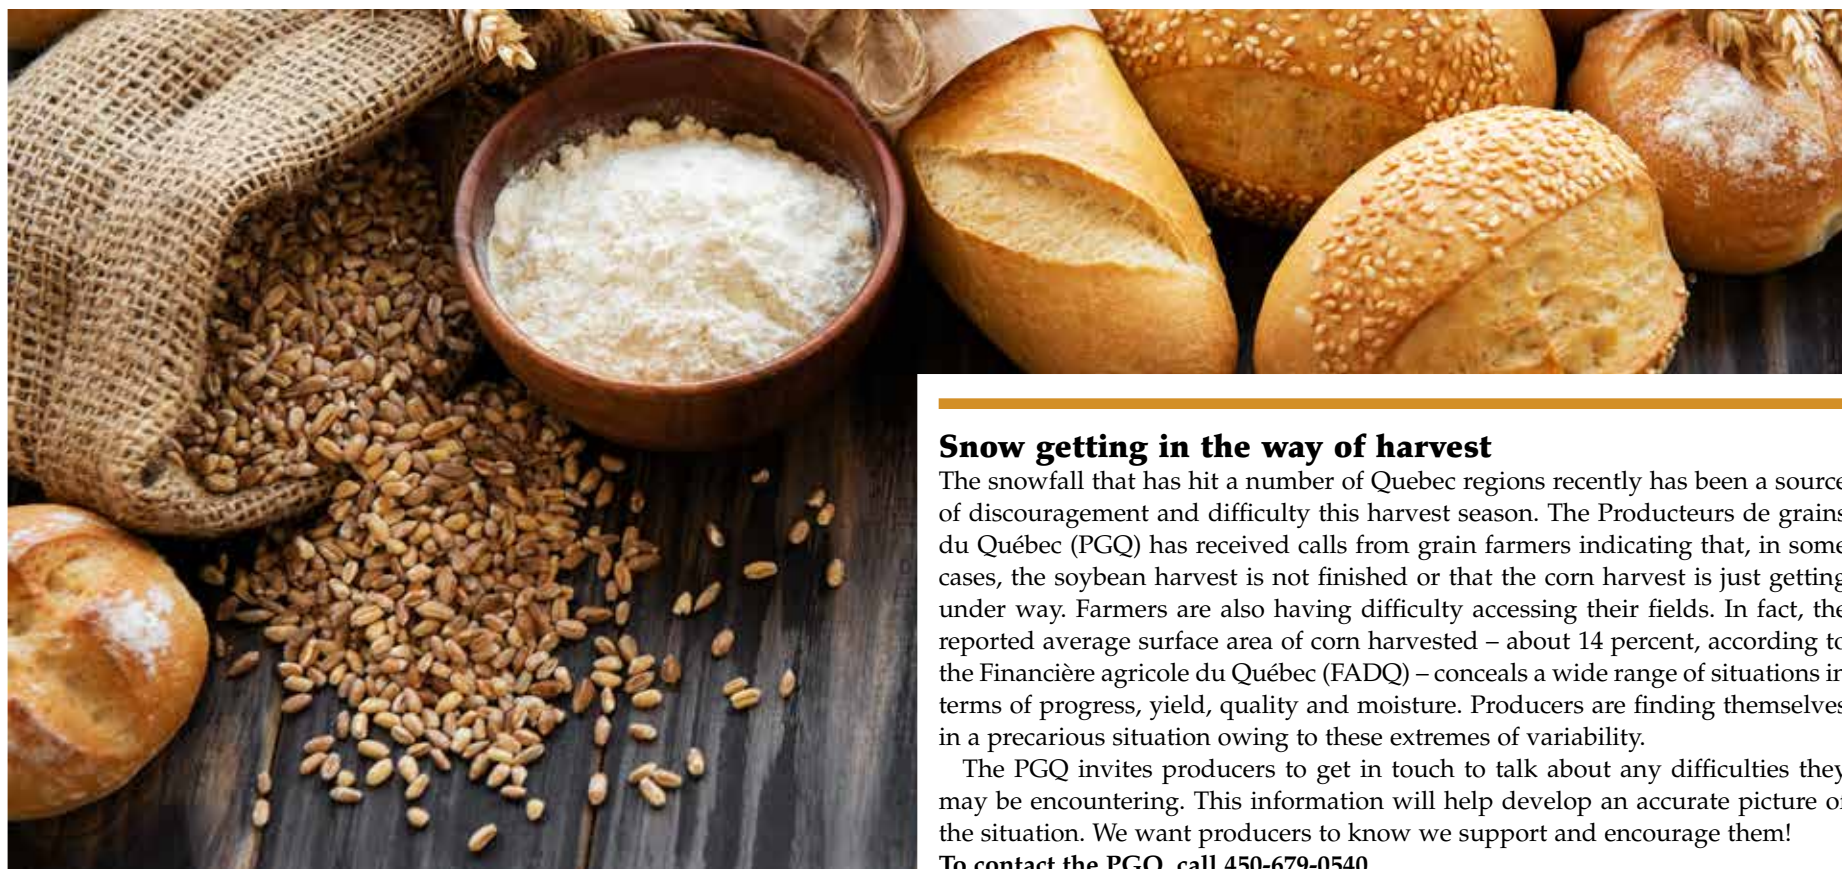 Snow getting in the way of harvest
The snowfall that has hit a number of Quebec regions recently has been a source
of discouragement and difficulty this harvest season. The Producteurs de grains
du Québec (PGQ) has received calls from grain farmers indicating that, in some
cases, the soybean harvest is not finished or that the corn harvest is just getting
under way. Farmers are also having difficulty accessing their fields. In fact, the
reported average surface area of corn harvested – about 14 percent, according to
the Financière agricole du Québec (FADQ) – conceals a wide range of situations in
terms of progress, yield, quality and moisture. Producers are finding themselves
in a precarious situation owing to these extremes of variability.
The PGQ invites producers to get in touch to talk about any difficulties they
may be encountering. This information will help develop an accurate picture of
the situation. We want producers to know we support and encourage them!
To contact the PGQ, call 450-679-0540